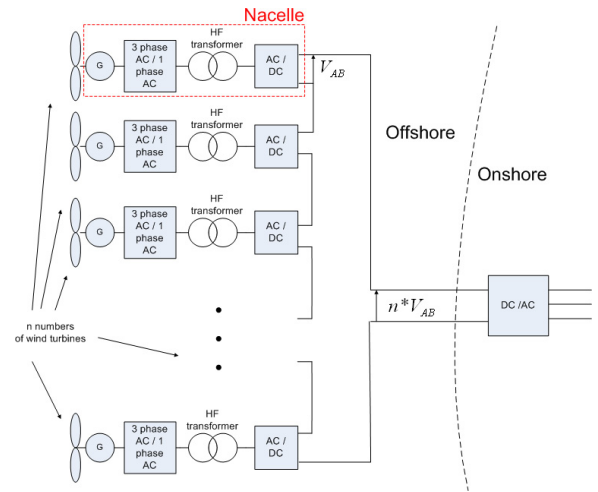 Nacelle
HF
transformer
G
3 phase
AC / 1
phase
AC
AC /
DC
V_AB
HF
transformer
G
3 phase
AC / 1
phase
AC
AC /
DC
Offshore
Onshore
HF
transformer
G
3 phase
AC / 1
phase
AC
AC /
DC
n*V_AB
DC /AC
n numbers
of wind turbines
HF
transformer
G
3 phase
AC / 1
phase
AC
AC /
DC